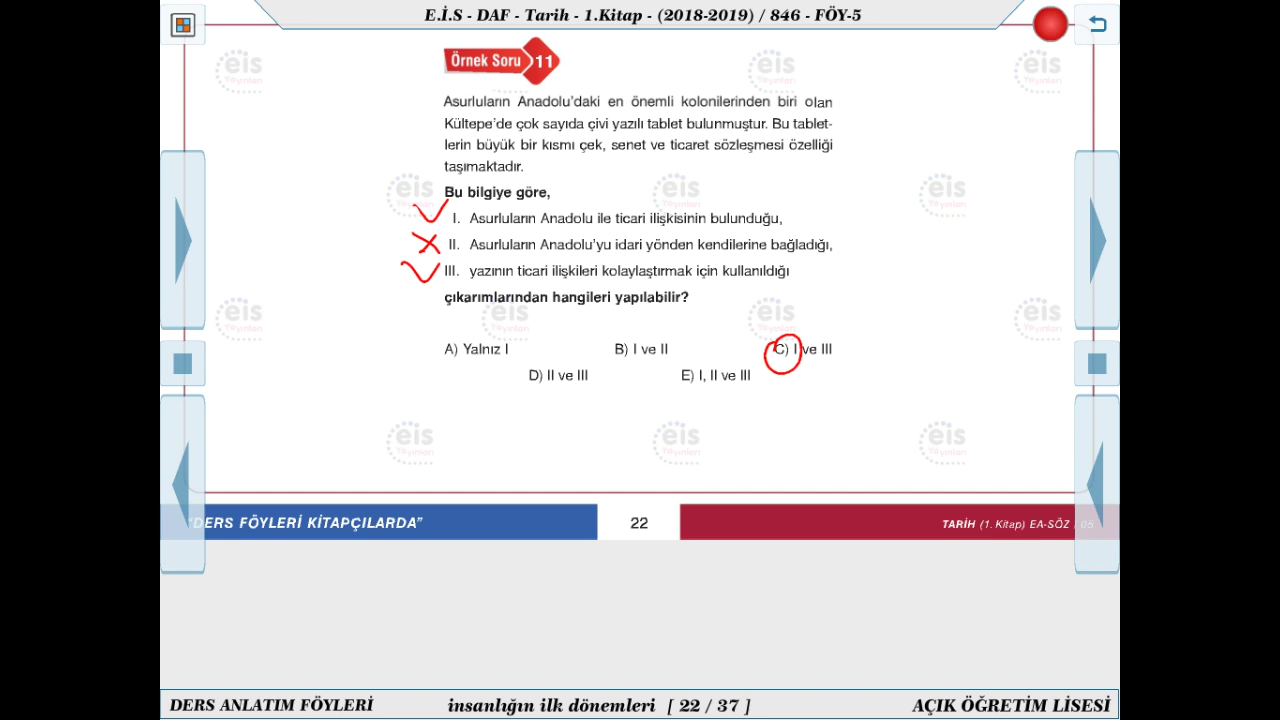 E.İ.S - DAF - Tarih - 1.Kitap - (2018-2019) / 846 - FÖY-5
Örnek Soru 11
Asurluların Anadolu'daki en önemli kolonilerinden biri olan
Kültepe'de çok sayıda çivi yazılı tablet bulunmuştur. Bu tablet-
lerin büyük bir kısmı çek, senet ve ticaret sözleşmesi özelliği
taşımaktadır.
Bu bilgiye göre,
I. Asurluların Anadolu ile ticari ilişkisinin bulunduğu,
II. Asurluların Anadolu'yu idari yönden kendilerine bağladığı,
III. yazının ticari ilişkileri kolaylaştırmak için kullanıldığı
çıkarımlarından hangileri yapılabilir?
A) Yalnız I B) I ve II C) I ve III
D) II ve III E) I, II ve III
eis Yayınları
"DERS FÖYLERİ KİTAPÇILARDA"
22
TARİH (1. Kitap) EA-SÖZ / 05
DERS ANLATIM FÖYLERİ
insanlığın ilk dönemleri [ 22 / 37 ]
AÇIK ÖĞRETİM LİSESİ